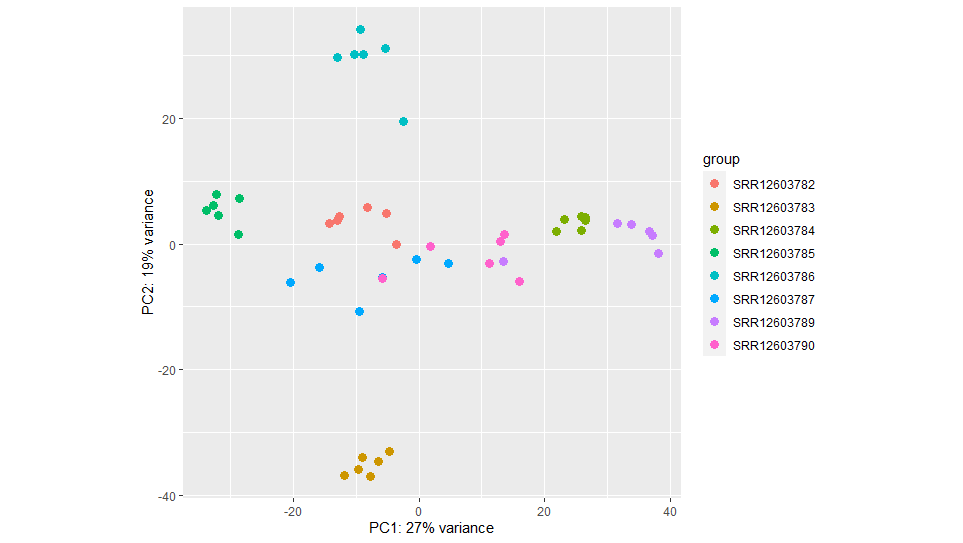 20
0
-20
-40
PC2: 19% variance
-20
0
20
40
PC1: 27% variance
group
SRR12603782
SRR12603783
SRR12603784
SRR12603785
SRR12603786
SRR12603787
SRR12603789
SRR12603790